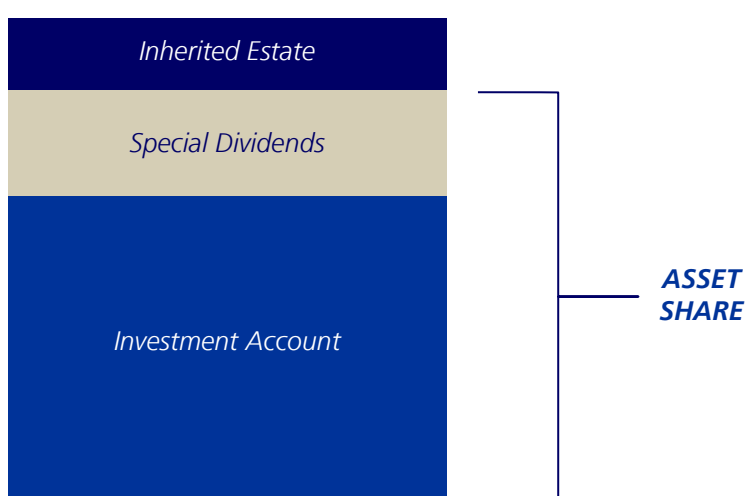 Inherited Estate
Special Dividends
ASSET
SHARE
Investment Account